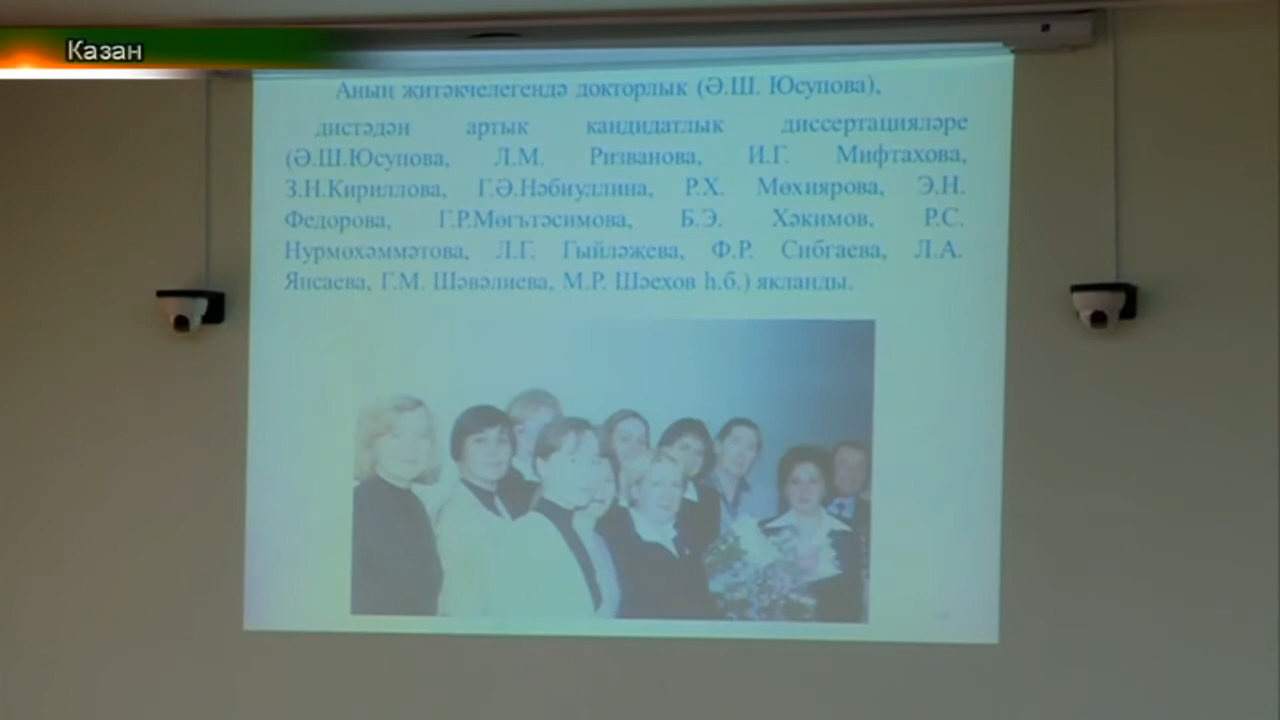 Казан
Аның җитәкчелегендә докторлык (Ә.Ш. Юсупова),
дистәдән артык кандидатлык диссертацияләре
(Ә.Ш.Юсупова, Л.М. Ризванова, И.Г. Мифтахова,
З.Н.Кириллова, Г.Ә.Нәбиуллина, Р.Х. Мөхиярова, Э.Н.
Федорова, Г.Р.Мөгътәсимова, Б.Э. Хәкимов, Р.С.
Нурмөхәммәтова, Л.Г. Гыйләҗева, Ф.Р. Сибгаева, Л.А.
Янсаева, Г.М. Шәвәлиева, М.Р. Шәехов һ.б.) якланды.